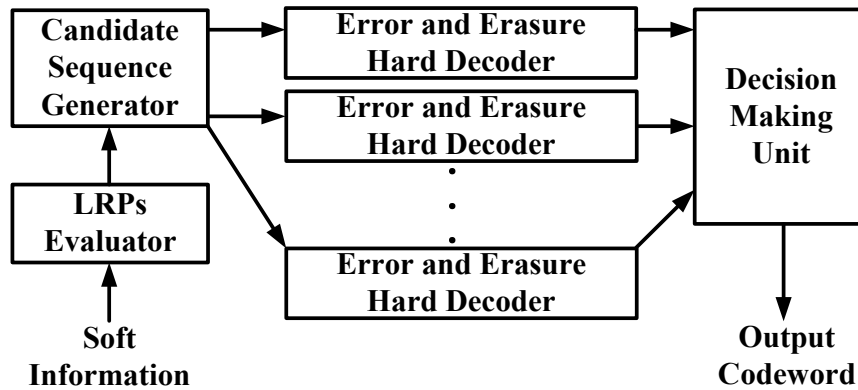 Candidate
Sequence
Generator
Error and Erasure
Hard Decoder
Error and Erasure
Hard Decoder
Error and Erasure
Hard Decoder
Decision
Making
Unit
LRPs
Evaluator
Soft
Information
Output
Codeword